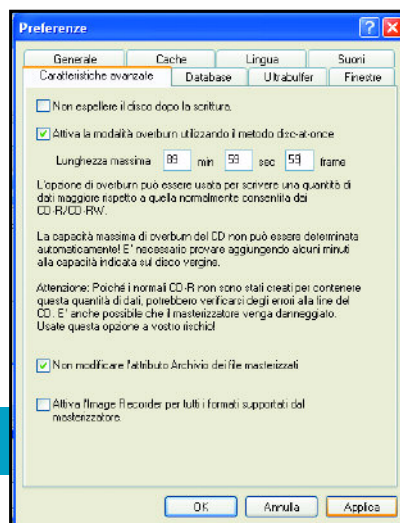 Preferenze
Generale Cache Lingua Suoni
Caratteristiche avanzate Database Ultrabuffer Finestre
Non espellere il disco dopo la scrittura.
Attiva la modalità overburn utilizzando il metodo disc-at-once
Lunghezza massima 89 min 59 sec 59 frame
L'opzione di overburn può essere usata per scrivere una quantità di
dati maggiore rispetto a quella normalmente consentita dai
CD-R/CD-RW.
La capacità massima di overburn del CD non può essere determinata
automaticamente! E' necessario provare aggiungendo alcuni minuti
alla capacità indicata sul disco vergine.
Attenzione: Poiché i normali CD-R non sono stati creati per contenere
questa quantità di dati, potrebbero verificarsi degli errori alla fine del
CD. E' anche possibile che il masterizzatore venga danneggiato.
Usate questa opzione a vostro rischio!
Non modificare l'attributo Archivio dei file masterizzati
Attiva l'Image Recorder per tutti i formati supportati dal
masterizzatore.
OK Annulla Applica